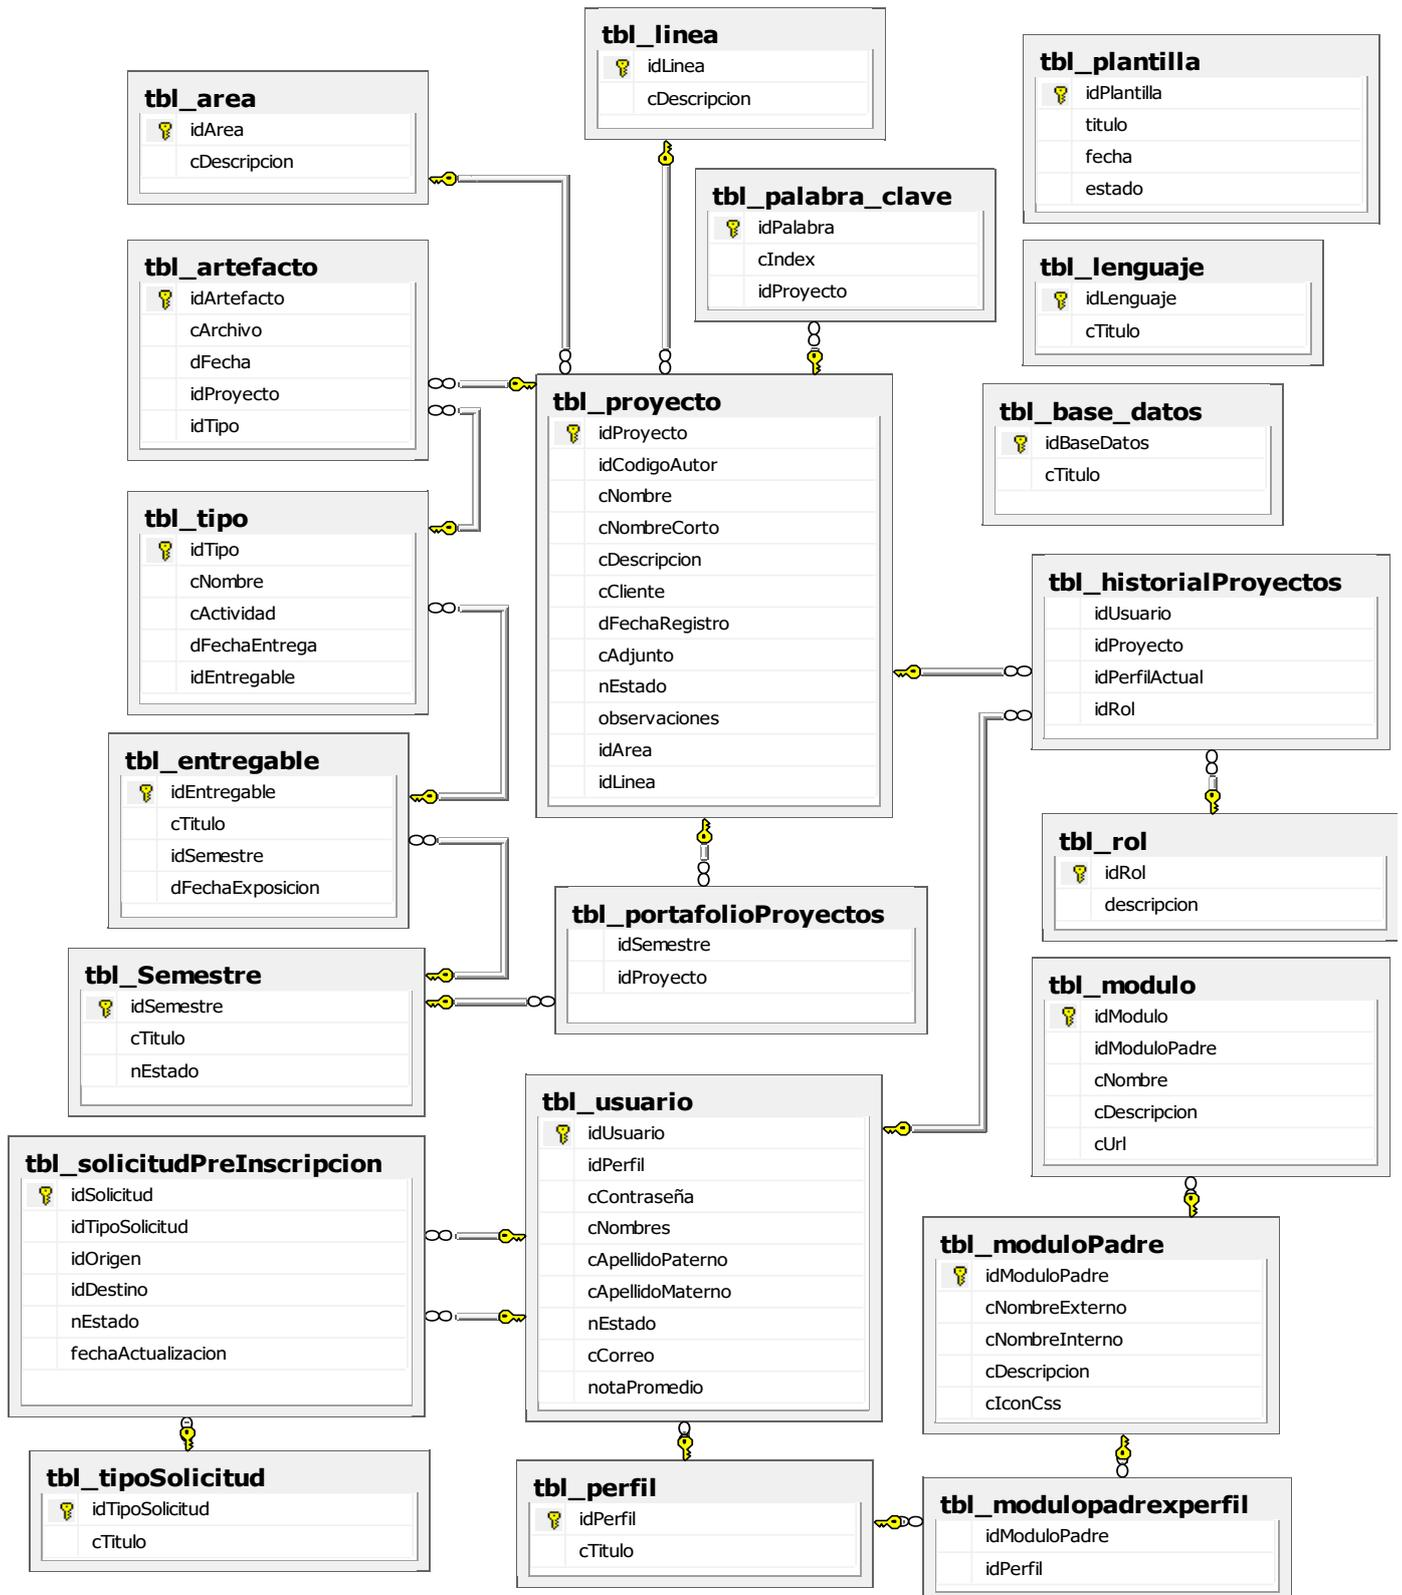 tbl_linea
idLinea
cDescripcion
tbl_plantilla
idPlantilla
titulo
fecha
estado
tbl_area
idArea
cDescripcion
tbl_palabra_clave
idPalabra
cIndex
idProyecto
tbl_artefacto
idArtefacto
cArchivo
dFecha
idProyecto
idTipo
tbl_lenguaje
idLenguaje
cTitulo
tbl_proyecto
idProyecto
idCodigoAutor
cNombre
cNombreCorto
cDescripcion
cCliente
dFechaRegistro
cAdjunto
nEstado
observaciones
idArea
idLinea
tbl_base_datos
idBaseDatos
cTitulo
tbl_tipo
idTipo
cNombre
cActividad
dFechaEntrega
idEntregable
tbl_historialProyectos
idUsuario
idProyecto
idPerfilActual
idRol
tbl_entregable
idEntregable
cTitulo
idSemestre
dFechaExposicion
tbl_rol
idRol
descripcion
tbl_portafolioProyectos
idSemestre
idProyecto
tbl_Semestre
idSemestre
cTitulo
nEstado
tbl_modulo
idModulo
idModuloPadre
cNombre
cDescripcion
cUrl
tbl_usuario
idUsuario
idPerfil
cContraseña
cNombres
cApellidoPaterno
cApellidoMaterno
nEstado
cCorreo
notaPromedio
tbl_solicitudPreInscripcion
idSolicitud
idTipoSolicitud
idOrigen
idDestino
nEstado
fechaActualizacion
tbl_moduloPadre
idModuloPadre
cNombreExterno
cNombreInterno
cDescripcion
cIconCss
tbl_tipoSolicitud
idTipoSolicitud
cTitulo
tbl_perfil
idPerfil
cTitulo
tbl_modulopadrexperfil
idModuloPadre
idPerfil